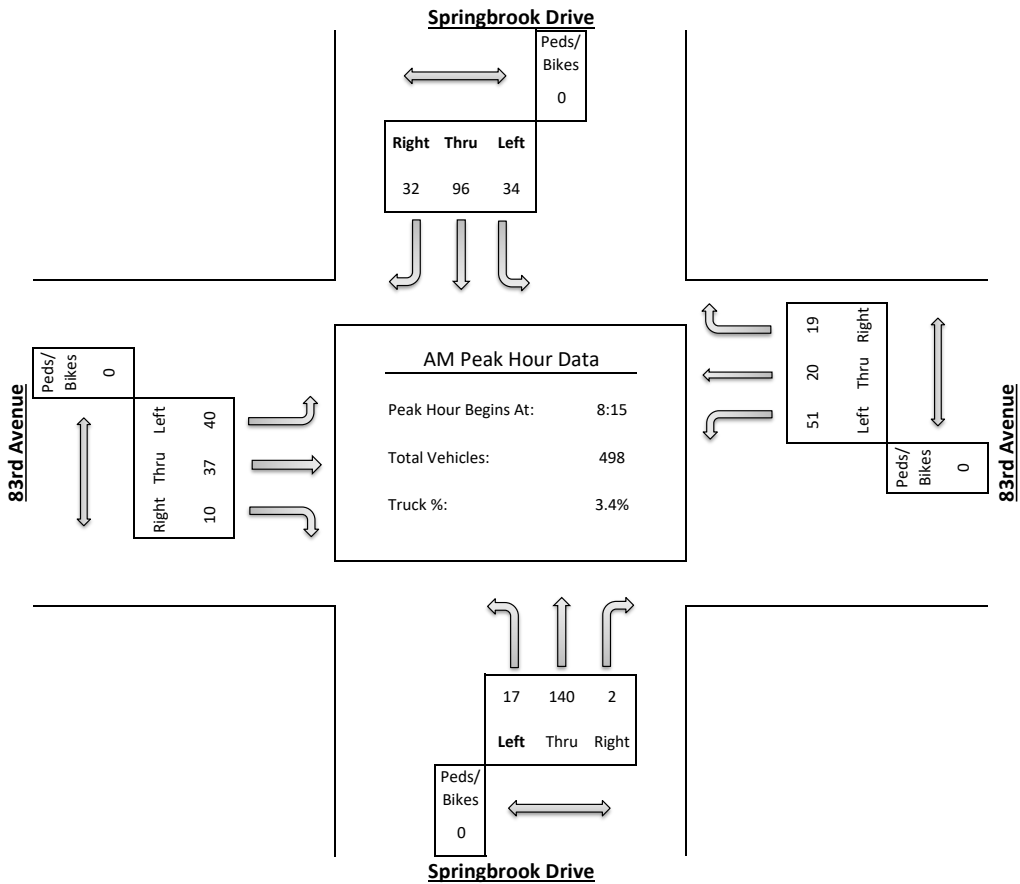 Springbrook Drive
Peds/
Bikes
0
Right Thru Left
32 96 34
19 Right
20 Thru
51 Left
Peds/
Bikes
0
83rd Avenue
AM Peak Hour Data
Peak Hour Begins At: 8:15
Total Vehicles: 498
Truck %: 3.4%
Peds/
Bikes
0
Left 40
Thru 37
Right 10
83rd Avenue
17 140 2
Left Thru Right
Peds/
Bikes
0
Springbrook Drive